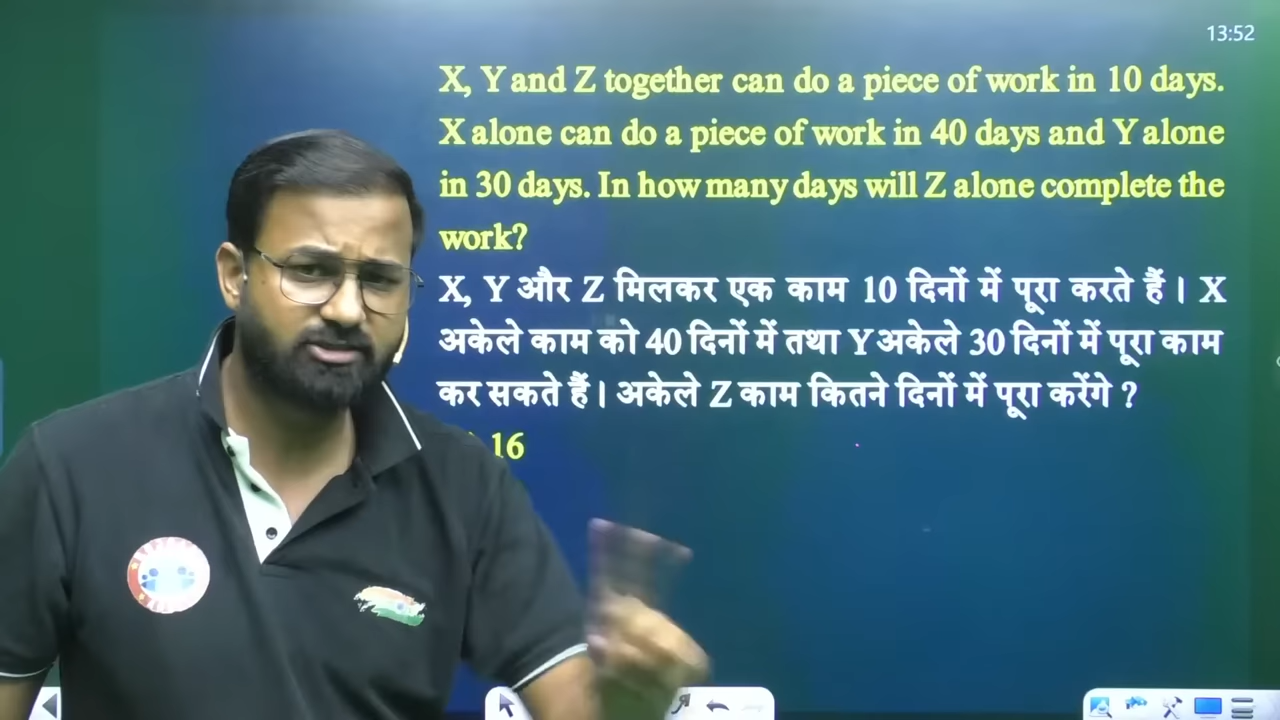 13:52
X, Y and Z together can do a piece of work in 10 days.
X alone can do a piece of work in 40 days and Y alone
in 30 days. In how many days will Z alone complete the
work?
X, Y और Z मिलकर एक काम 10 दिनों में पूरा करते हैं। X
अकेले काम को 40 दिनों में तथा Y अकेले 30 दिनों में पूरा काम
कर सकते हैं। अकेले Z काम कितने दिनों में पूरा करेंगे ?
16